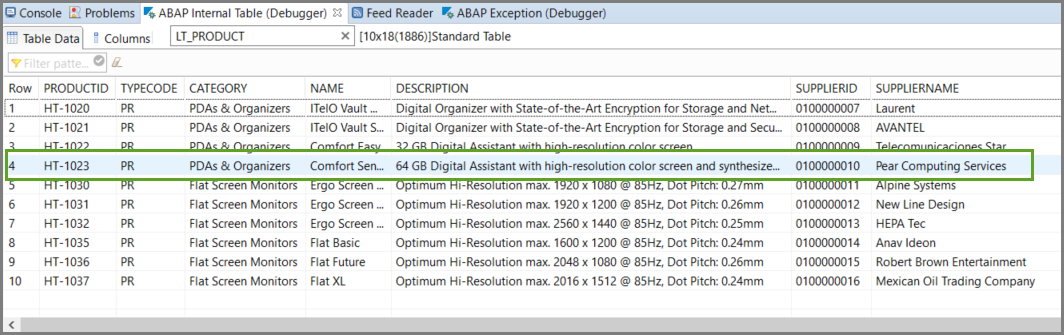 Console Problems ABAP Internal Table (Debugger) Feed Reader ABAP Exception (Debugger)
Table Data Columns LT_PRODUCT [10x18(1886)]Standard Table
Filter patte...
Row PRODUCTID TYPECODE CATEGORY NAME DESCRIPTION SUPPLIERID SUPPLIERNAME
1 HT-1020 PR PDAs & Organizers ITelO Vault ... Digital Organizer with State-of-the-Art Encryption for Storage and Net... 0100000007 Laurent
2 HT-1021 PR PDAs & Organizers ITelO Vault S... Digital Organizer with State-of-the-Art Encryption for Storage and Secu... 0100000008 AVANTEL
3 HT-1022 PR PDAs & Organizers Comfort Easy 32 GB Digital Assistant with high-resolution color screen 0100000009 Telecomunicaciones Star
4 HT-1023 PR PDAs & Organizers Comfort Sen... 64 GB Digital Assistant with high-resolution color screen and synthesize... 0100000010 Pear Computing Services
5 HT-1030 PR Flat Screen Monitors Ergo Screen ... Optimum Hi-Resolution max. 1920 x 1080 @ 85Hz, Dot Pitch: 0.27mm 0100000011 Alpine Systems
6 HT-1031 PR Flat Screen Monitors Ergo Screen ... Optimum Hi-Resolution max. 1920 x 1200 @ 85Hz, Dot Pitch: 0.26mm 0100000012 New Line Design
7 HT-1032 PR Flat Screen Monitors Ergo Screen ... Optimum Hi-Resolution max. 2560 x 1440 @ 85Hz, Dot Pitch: 0.25mm 0100000013 HEPA Tec
8 HT-1035 PR Flat Screen Monitors Flat Basic Optimum Hi-Resolution max. 1600 x 1200 @ 85Hz, Dot Pitch: 0.24mm 0100000014 Anav Ideon
9 HT-1036 PR Flat Screen Monitors Flat Future Optimum Hi-Resolution max. 2048 x 1080 @ 85Hz, Dot Pitch: 0.26mm 0100000015 Robert Brown Entertainment
10 HT-1037 PR Flat Screen Monitors Flat XL Optimum Hi-Resolution max. 2016 x 1512 @ 85Hz, Dot Pitch: 0.24mm 0100000016 Mexican Oil Trading Company